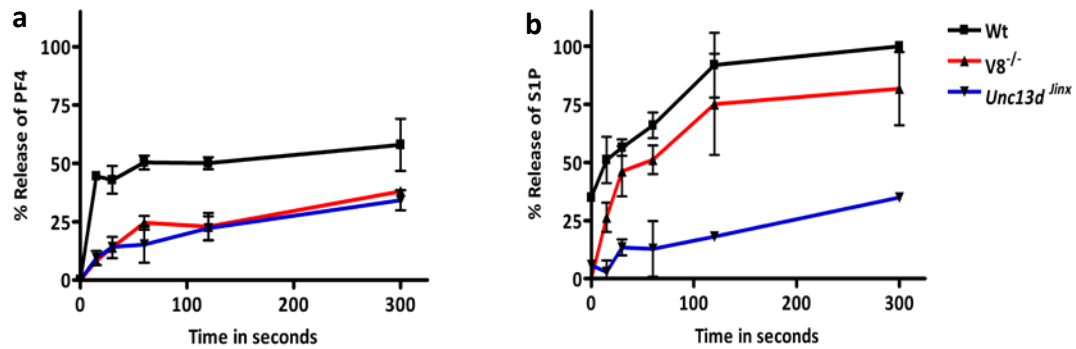 a
% Release of PF4
100
75
50
25
0
0 100 200 300
Time in seconds
b
% Release of S1P
100
75
50
25
0
0 100 200 300
Time in seconds
Wt
V8-/-
Unc13d Jinx